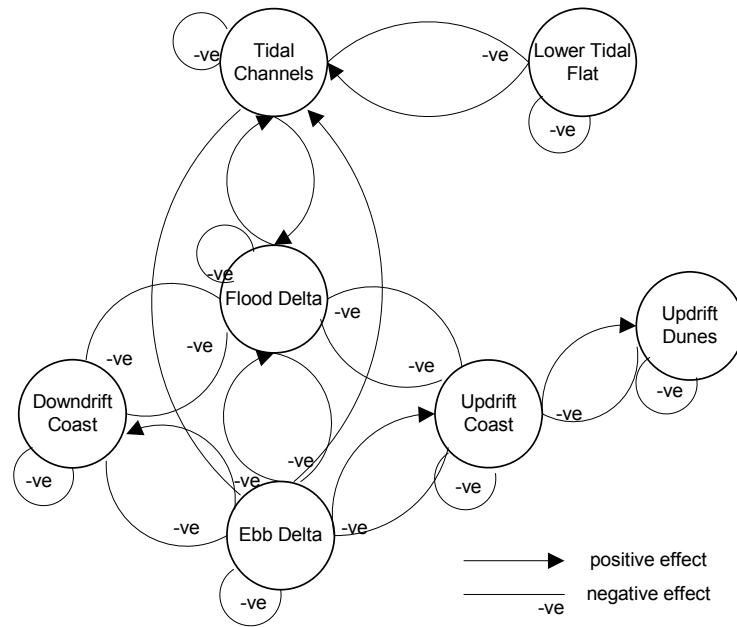 Tidal
Channels
-ve
-ve
Lower Tidal
Flat
-ve
-ve
Flood Delta
Updrift
Dunes
-ve
-ve
-ve
-ve
-ve
Downdrift
Coast
Updrift
Coast
-ve
-ve
-ve
-ve
-ve
-ve
-ve
-ve
Ebb Delta
-ve
positive effect
negative effect
-ve